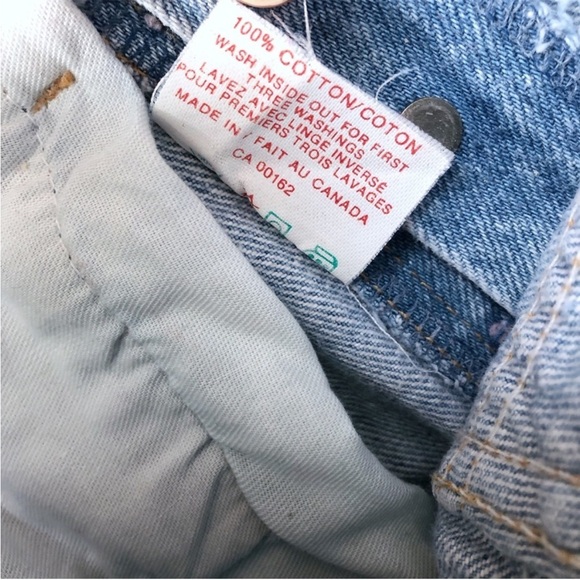 100% COTTON/COTON
WASH INSIDE OUT FOR FIRST
THREE WASHINGS
LAVEZ AVEC L'INGE INVERSÉ
POUR PREMIERS TROIS LAVAGES
MADE IN / FAIT AU CANADA
CA 00162